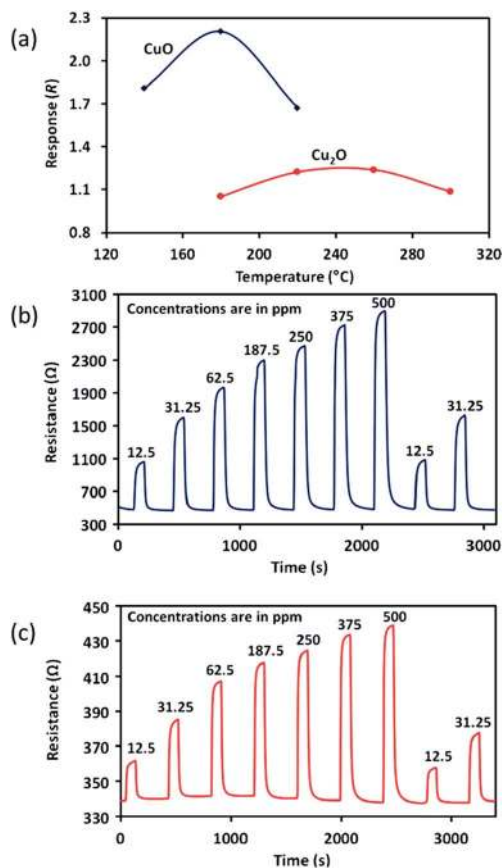 (a)
Response (R)
2.3
2.0
1.7
1.4
1.1
0.8
CuO
Cu₂O
120 160 200 240 280 320
Temperature (°C)
(b)
Resistance (Ω)
3100
2700
2300
1900
1500
1100
700
300
Concentrations are in ppm
12.5
31.25
62.5
187.5
250
375
500
12.5
31.25
0 1000 2000 3000
Time (s)
(c)
Resistance (Ω)
450
430
410
390
370
350
330
Concentrations are in ppm
12.5
31.25
62.5
187.5
250
375
500
12.5
31.25
0 1000 2000 3000
Time (s)